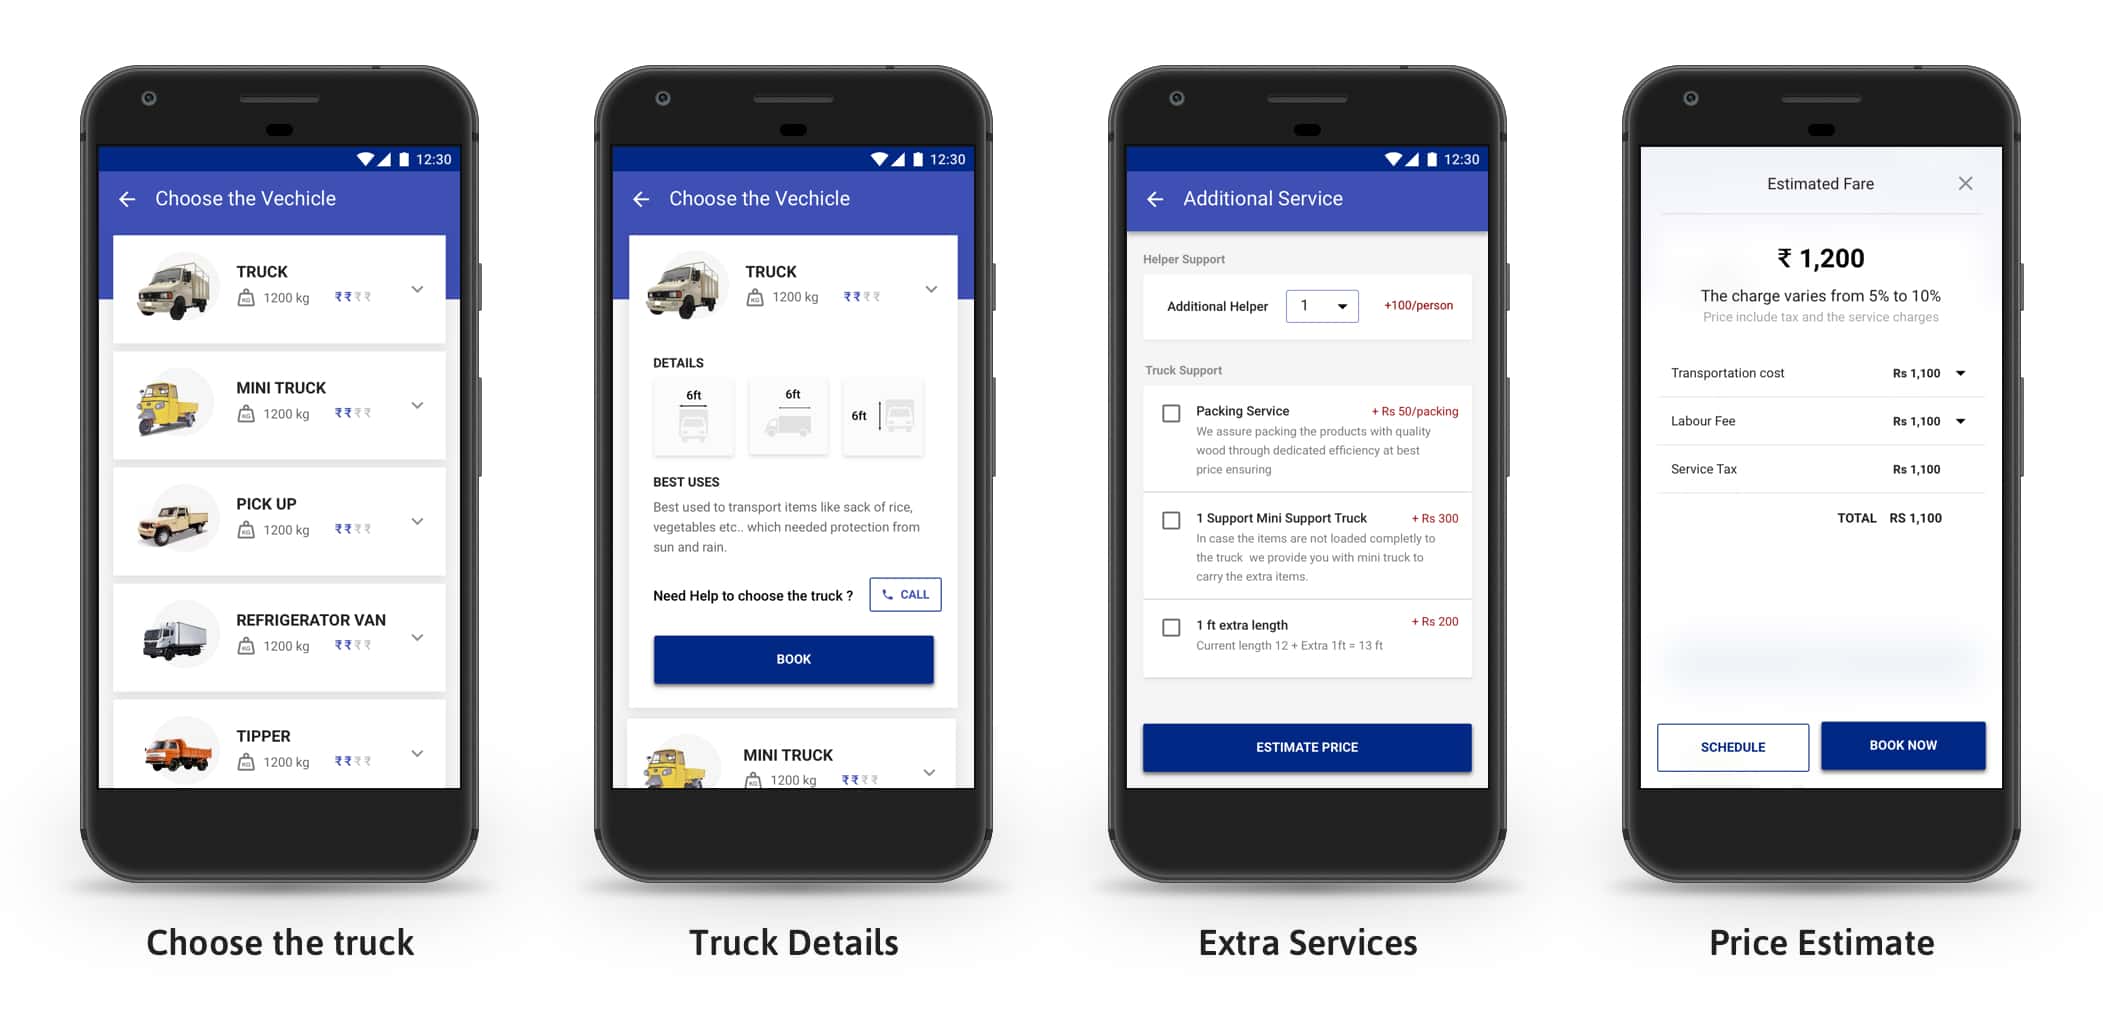 12:30
Choose the Vechicle
TRUCK
KG 1200 kg ₹₹₹₹
MINI TRUCK
KG 1200 kg ₹₹₹₹
PICK UP
KG 1200 kg ₹₹₹₹
REFRIGERATOR VAN
KG 1200 kg ₹₹₹₹
TIPPER
KG 1200 kg ₹₹₹₹
Choose the truck
12:30
Choose the Vechicle
TRUCK
KG 1200 kg ₹₹₹₹
DETAILS
6ft
6ft
6ft
BEST USES
Best used to transport items like sack of rice,
vegetables etc.. which needed protection from
sun and rain.
Need Help to choose the truck ? CALL
BOOK
MINI TRUCK
KG 1200 kg ₹₹₹₹
Truck Details
12:30
Additional Service
Helper Support
Additional Helper 1 +100/person
Truck Support
Packing Service + Rs 50/packing
We assure packing the products with quality
wood through dedicated efficiency at best
price ensuring
1 Support Mini Support Truck + Rs 300
In case the items are not loaded completly to
the truck we provide you with mini truck to
carry the extra items.
1 ft extra length + Rs 200
Current length 12 + Extra 1ft = 13 ft
ESTIMATE PRICE
Extra Services
Estimated Fare
₹ 1,200
The charge varies from 5% to 10%
Price include tax and the service charges
Transportation cost Rs 1,100
Labour Fee Rs 1,100
Service Tax Rs 1,100
TOTAL RS 1,100
SCHEDULE BOOK NOW
Price Estimate